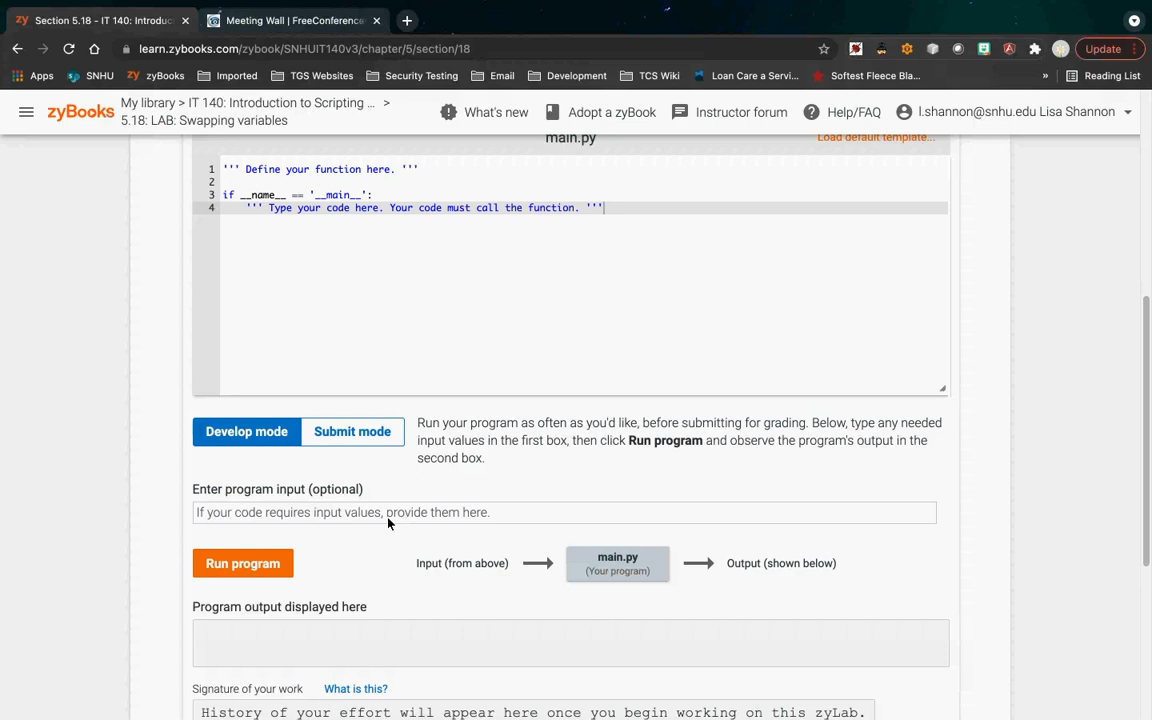 Section 5.18 - IT 140: Introduc
Meeting Wall | FreeConference
learn.zybooks.com/zybook/SNHUIT140v3/chapter/5/section/18
Update
Apps
SNHU
zyBooks
Imported
TGS Websites
Security Testing
Email
Development
TCS Wiki
Loan Care a Servi...
Softest Fleece Bla...
»
Reading List
zyBooks
My library > IT 140: Introduction to Scripting ... >
5.18: LAB: Swapping variables
What's new
Adopt a zyBook
Instructor forum
Help/FAQ
l.shannon@snhu.edu Lisa Shannon
main.py
Load default template...
1 ''' Define your function here. '''
2
3 if __name__ == '__main__':
4 ''' Type your code here. Your code must call the function. '''
Develop mode
Submit mode
Run your program as often as you'd like, before submitting for grading. Below, type any needed
input values in the first box, then click Run program and observe the program's output in the
second box.
Enter program input (optional)
If your code requires input values, provide them here.
Run program
Input (from above)
main.py
(Your program)
Output (shown below)
Program output displayed here
Signature of your work
What is this?
History of your effort will appear here once you begin working on this zyLab.